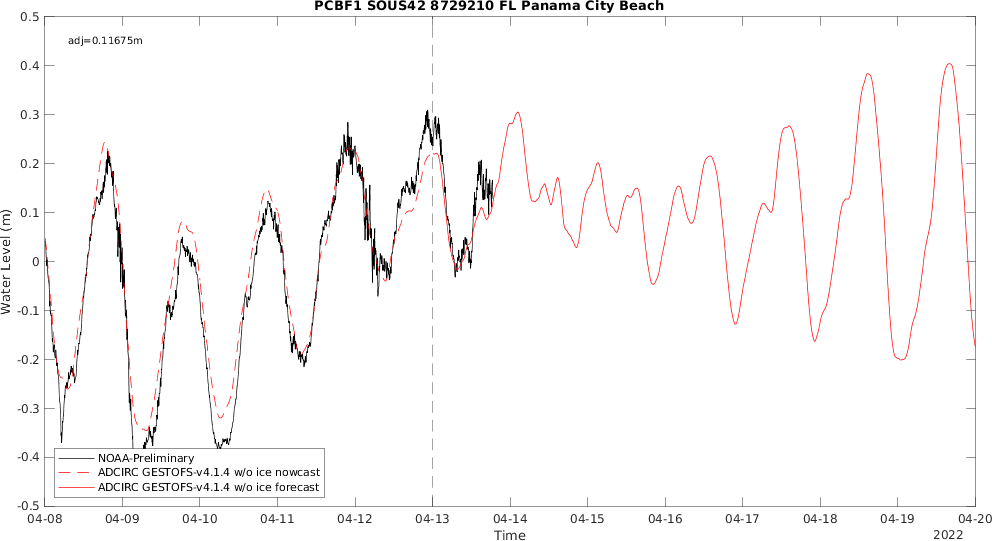 PCBF1 SOUS42 8729210 FL Panama City Beach
adj=0.11675m
0.5
0.4
0.3
0.2
0.1
0
-0.1
-0.2
-0.3
-0.4
-0.5
Water Level (m)
NOAA-Preliminary
ADCIRC GESTOFS-v4.1.4 w/o ice nowcast
ADCIRC GESTOFS-v4.1.4 w/o ice forecast
04-08 04-09 04-10 04-11 04-12 04-13 04-14 04-15 04-16 04-17 04-18 04-19 04-20
Time
2022